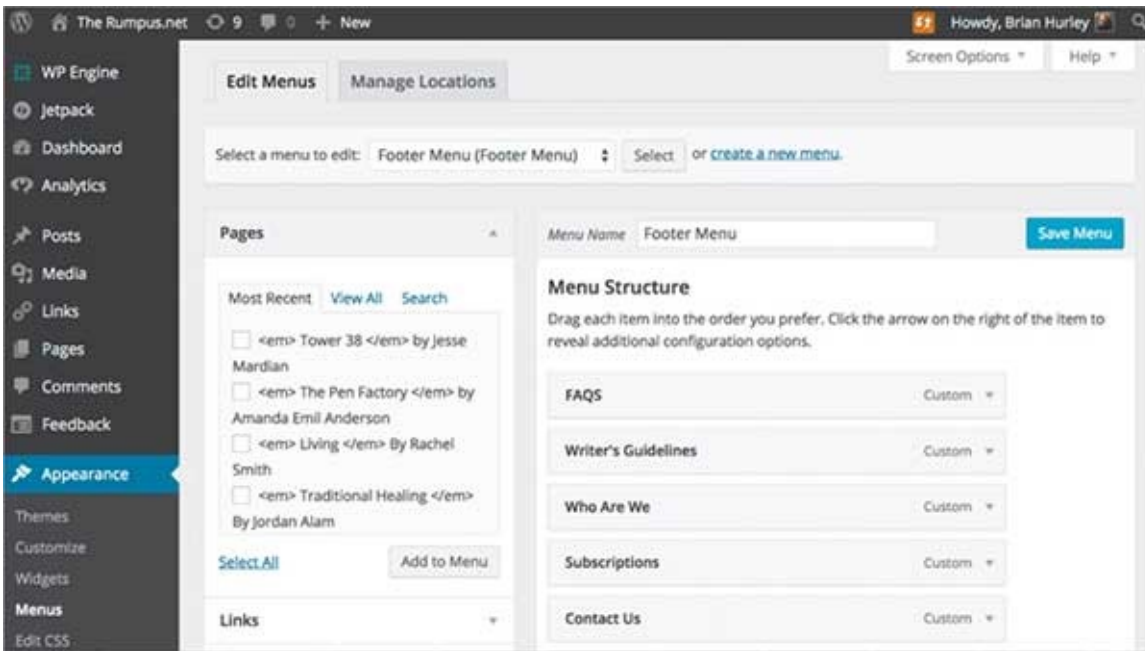 The Rumpus.net 9 0 + New Howdy, Brian Hurley
WP Engine
Jetpack
Dashboard
Analytics
Posts
Media
Links
Pages
Comments
Feedback
Appearance
Themes
Customize
Widgets
Menus
Edit CSS
Screen Options Help
Edit Menus Manage Locations
Select a menu to edit: Footer Menu (Footer Menu) Select or create a new menu.
Pages
Most Recent View All Search
<em> Tower 38 </em> by Jesse
Mardian
<em> The Pen Factory </em> by
Amanda Emil Anderson
<em> Living </em> By Rachel
Smith
<em> Traditional Healing </em>
By Jordan Alam
Select All Add to Menu
Links
Menu Name Footer Menu Save Menu
Menu Structure
Drag each item into the order you prefer. Click the arrow on the right of the item to
reveal additional configuration options.
FAQS Custom
Writer's Guidelines Custom
Who Are We Custom
Subscriptions Custom
Contact Us Custom